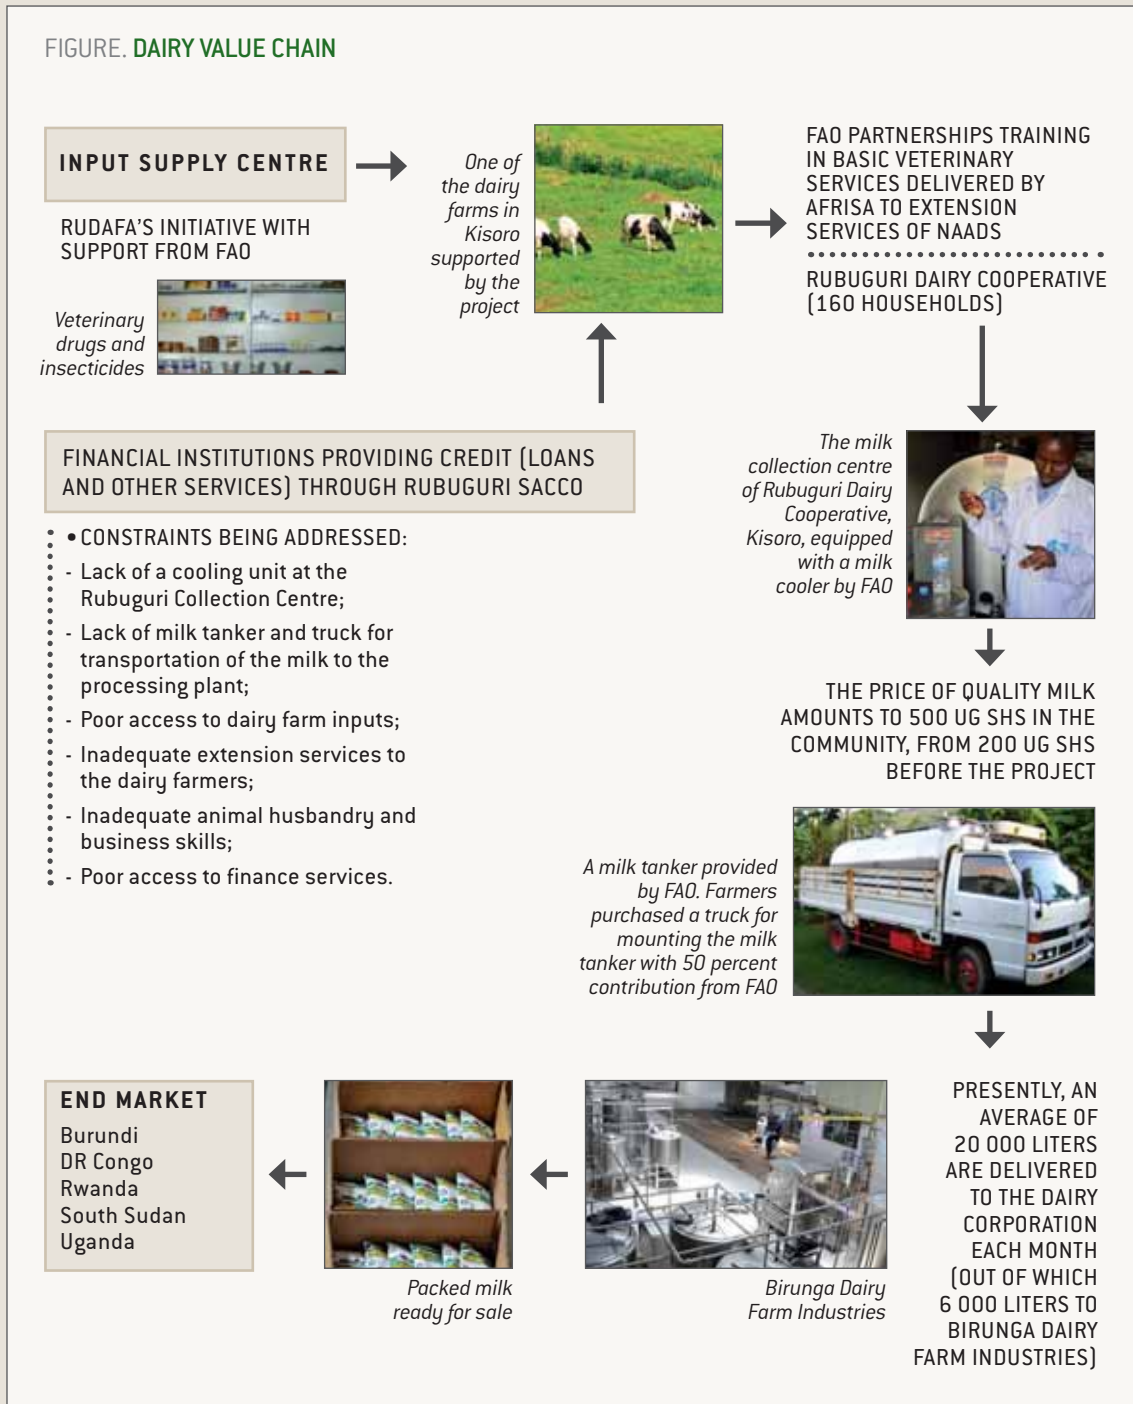 FIGURE. DAIRY VALUE CHAIN
INPUT SUPPLY CENTRE
RUDAFA'S INITIATIVE WITH
SUPPORT FROM FAO
Veterinary
drugs and
insecticides
One of
the dairy
farms in
Kisoro
supported
by the
project
FAO PARTNERSHIPS TRAINING
IN BASIC VETERINARY
SERVICES DELIVERED BY
AFRISA TO EXTENSION
SERVICES OF NAADS
RUBUGURI DAIRY COOPERATIVE
(160 HOUSEHOLDS)
FINANCIAL INSTITUTIONS PROVIDING CREDIT (LOANS
AND OTHER SERVICES) THROUGH RUBUGURI SACCO
• CONSTRAINTS BEING ADDRESSED:
- Lack of a cooling unit at the
Rubuguri Collection Centre;
- Lack of milk tanker and truck for
transportation of the milk to the
processing plant;
- Poor access to dairy farm inputs;
- Inadequate extension services to
the dairy farmers;
- Inadequate animal husbandry and
business skills;
- Poor access to finance services.
The milk
collection centre
of Rubuguri Dairy
Cooperative,
Kisoro, equipped
with a milk
cooler by FAO
THE PRICE OF QUALITY MILK
AMOUNTS TO 500 UG SHS IN THE
COMMUNITY, FROM 200 UG SHS
BEFORE THE PROJECT
A milk tanker provided
by FAO. Farmers
purchased a truck for
mounting the milk
tanker with 50 percent
contribution from FAO
PRESENTLY, AN
AVERAGE OF
20 000 LITERS
ARE DELIVERED
TO THE DAIRY
CORPORATION
EACH MONTH
(OUT OF WHICH
6 000 LITERS TO
BIRUNGA DAIRY
FARM INDUSTRIES)
Birunga Dairy
Farm Industries
Packed milk
ready for sale
END MARKET
Burundi
DR Congo
Rwanda
South Sudan
Uganda